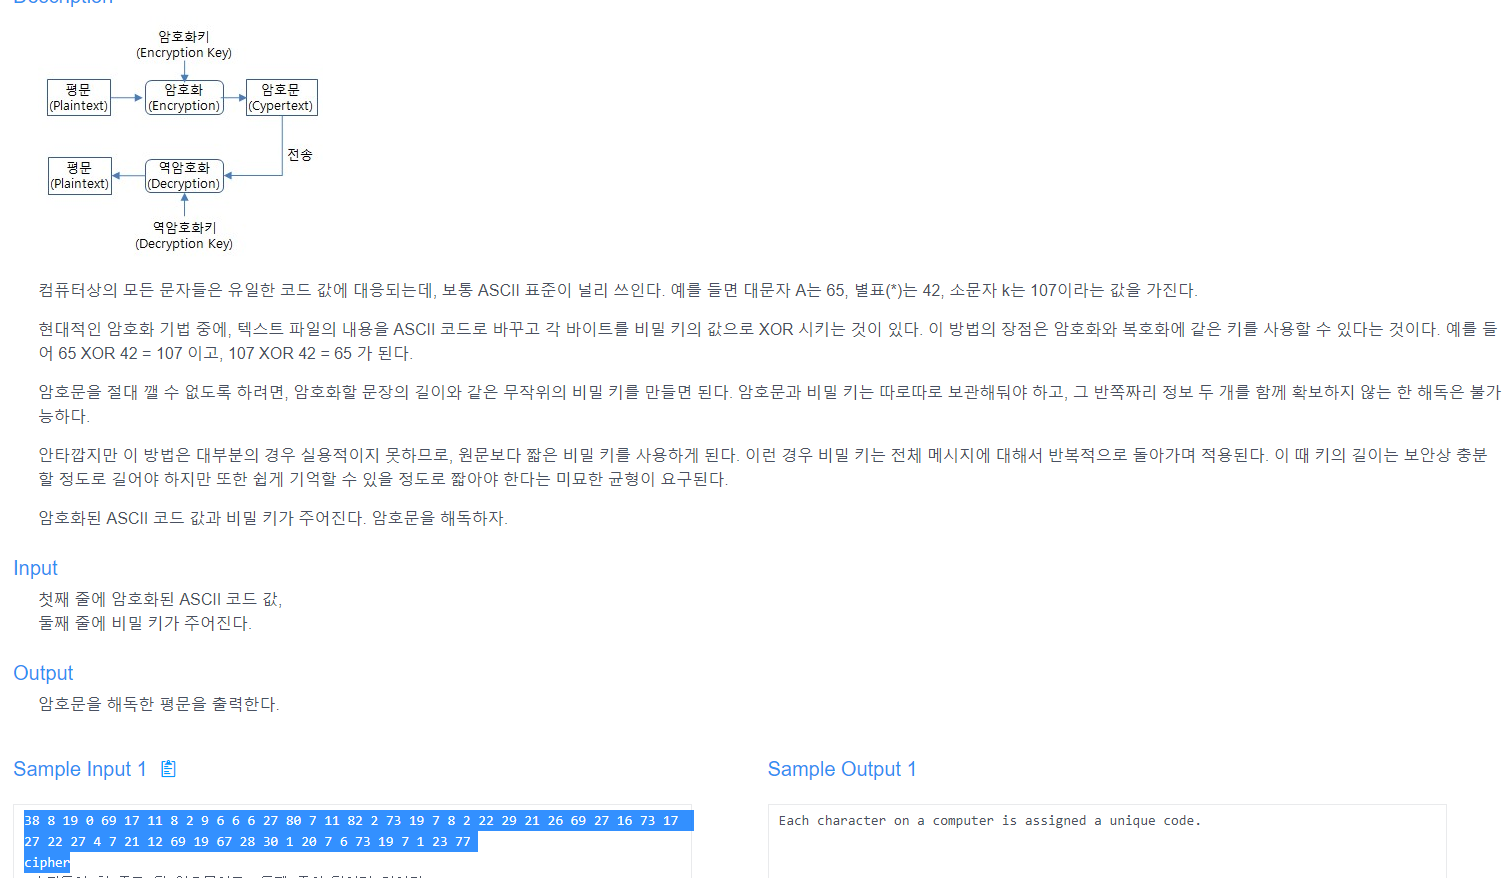 Description
암호화키
(Encryption Key)
평문
(Plaintext)
암호화
(Encryption)
암호문
(Cypertext)
전송
평문
(Plaintext)
역암호화
(Decryption)
역암호화키
(Decryption Key)
컴퓨터상의 모든 문자들은 유일한 코드 값에 대응되는데, 보통 ASCII 표준이 널리 쓰인다. 예를 들면 대문자 A는 65, 별표(*)는 42, 소문자 k는 107이라는 값을 가진다.
현대적인 암호화 기법 중에, 텍스트 파일의 내용을 ASCII 코드로 바꾸고 각 바이트를 비밀 키의 값으로 XOR 시키는 것이 있다. 이 방법의 장점은 암호화와 복호화에 같은 키를 사용할 수 있다는 것이다. 예를 들
어 65 XOR 42 = 107 이고, 107 XOR 42 = 65 가 된다.
암호문을 절대 깰 수 없도록 하려면, 암호화할 문장의 길이와 같은 무작위의 비밀 키를 만들면 된다. 암호문과 비밀 키는 따로따로 보관해둬야 하고, 그 반쪽짜리 정보 두 개를 함께 확보하지 않는 한 해독은 불가
능하다.
안타깝지만 이 방법은 대부분의 경우 실용적이지 못하므로, 원문보다 짧은 비밀 키를 사용하게 된다. 이런 경우 비밀 키는 전체 메시지에 대해서 반복적으로 돌아가며 적용된다. 이 때 키의 길이는 보안상 충분
할 정도로 길어야 하지만 또한 쉽게 기억할 수 있을 정도로 짧아야 한다는 미묘한 균형이 요구된다.
암호화된 ASCII 코드 값과 비밀 키가 주어진다. 암호문을 해독하자.
Input
첫째 줄에 암호화된 ASCII 코드 값,
둘째 줄에 비밀 키가 주어진다.
Output
암호문을 해독한 평문을 출력한다.
Sample Input 1
Sample Output 1
38 8 19 0 69 17 11 8 2 9 6 6 6 27 80 7 11 82 2 73 19 7 8 2 22 29 21 26 69 27 16 73 17
27 22 27 4 7 21 12 69 19 67 28 30 1 20 7 6 73 19 7 1 23 77
cipher
Each character on a computer is assigned a unique code.